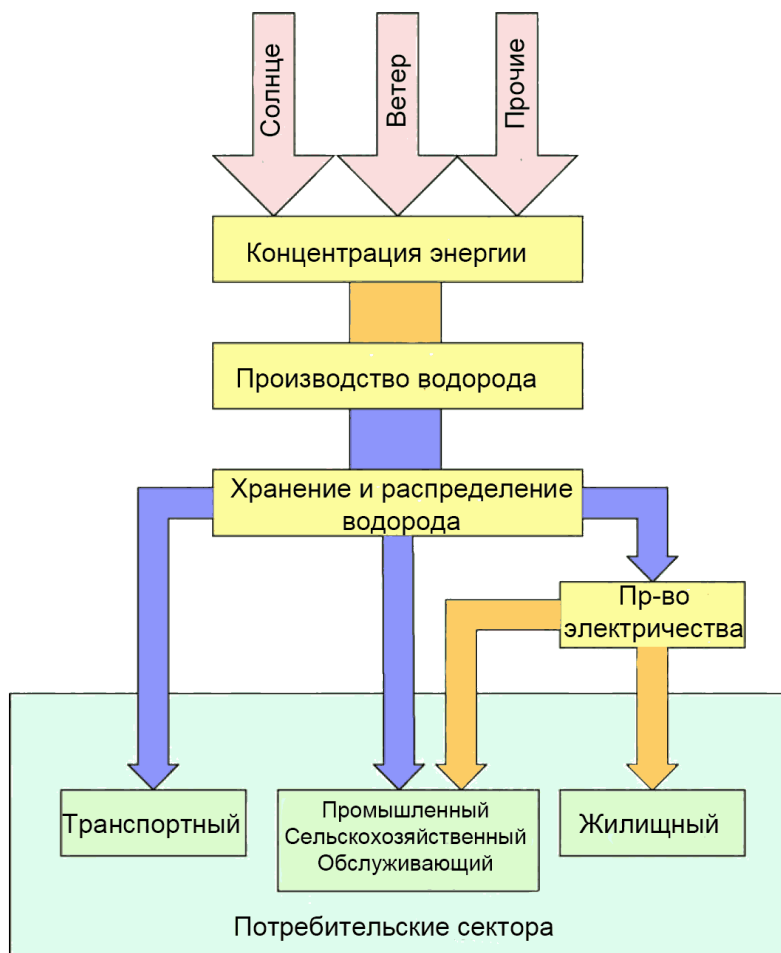 Солнце
Ветер
Прочие
Концентрация энергии
Производство водорода
Хранение и распределение
водорода
Пр-во
электричества
Транспортный
Промышленный
Сельскохозяйственный
Обслуживающий
Жилищный
Потребительские сектора